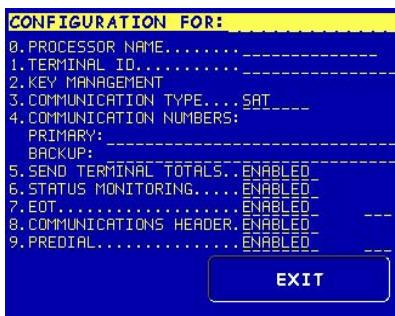 CONFIGURATION FOR:
0.PROCESSOR NAME........
1.TERMINAL ID...........
2.KEY MANAGEMENT
3.COMMUNICATION TYPE....SAT
4.COMMUNICATION NUMBERS:
PRIMARY:
BACKUP:
5.SEND TERMINAL TOTALS..ENABLED
6.STATUS MONITORING.....ENABLED
7.EOT...................ENABLED
8.COMMUNICATIONS HEADER.ENABLED
9.PREDIAL...............ENABLED
EXIT